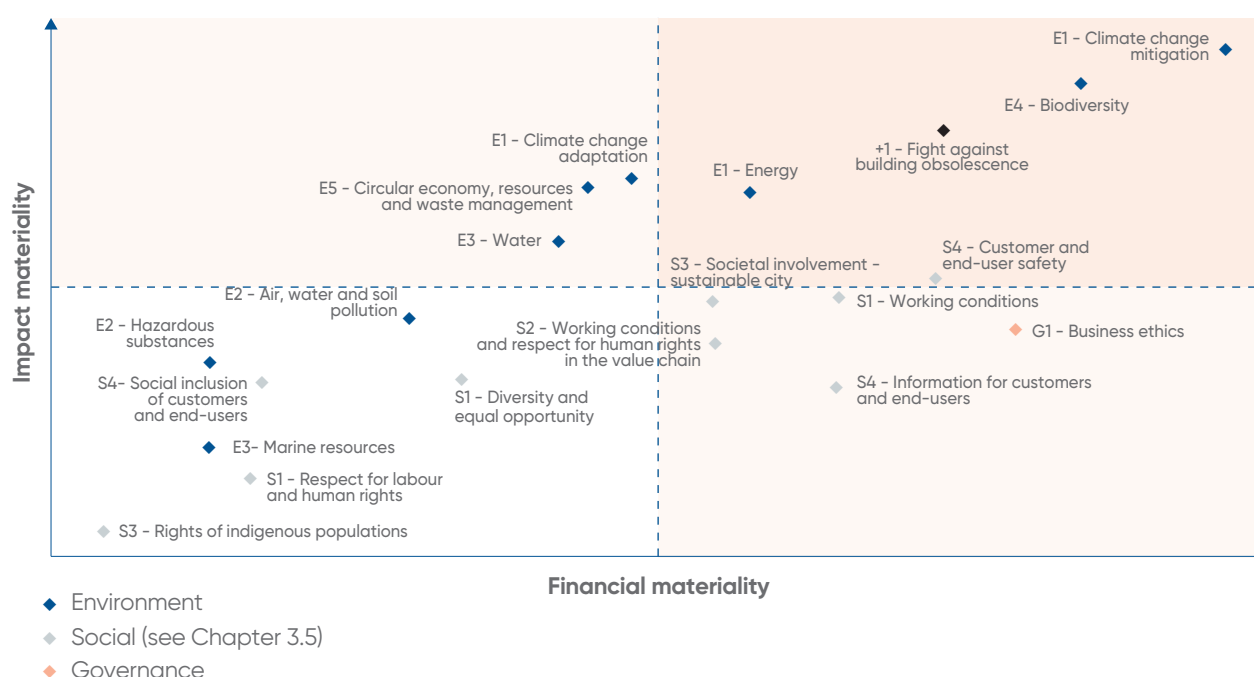 E1 - Climate change
mitigation
E4 - Biodiversity
+1 - Fight against
building obsolescence
E1 - Climate change
adaptation
E1 - Energy
E5 - Circular economy, resources
and waste management
E3 - Water
S4 - Customer and
end-user safety
S3 - Societal involvement -
sustainable city
E2 - Air, water and soil
pollution
S1 - Working conditions
E2 - Hazardous
substances
S2 - Working conditions
and respect for human rights
in the value chain
G1 - Business ethics
S4- Social inclusion
of customers
and end-users
S1 - Diversity and
equal opportunity
S4 - Information for customers
and end-users
E3- Marine resources
S1 - Respect for labour
and human rights
S3 - Rights of indigenous populations
Impact materiality
Financial materiality
Environment
Social (see Chapter 3.5)
Governance